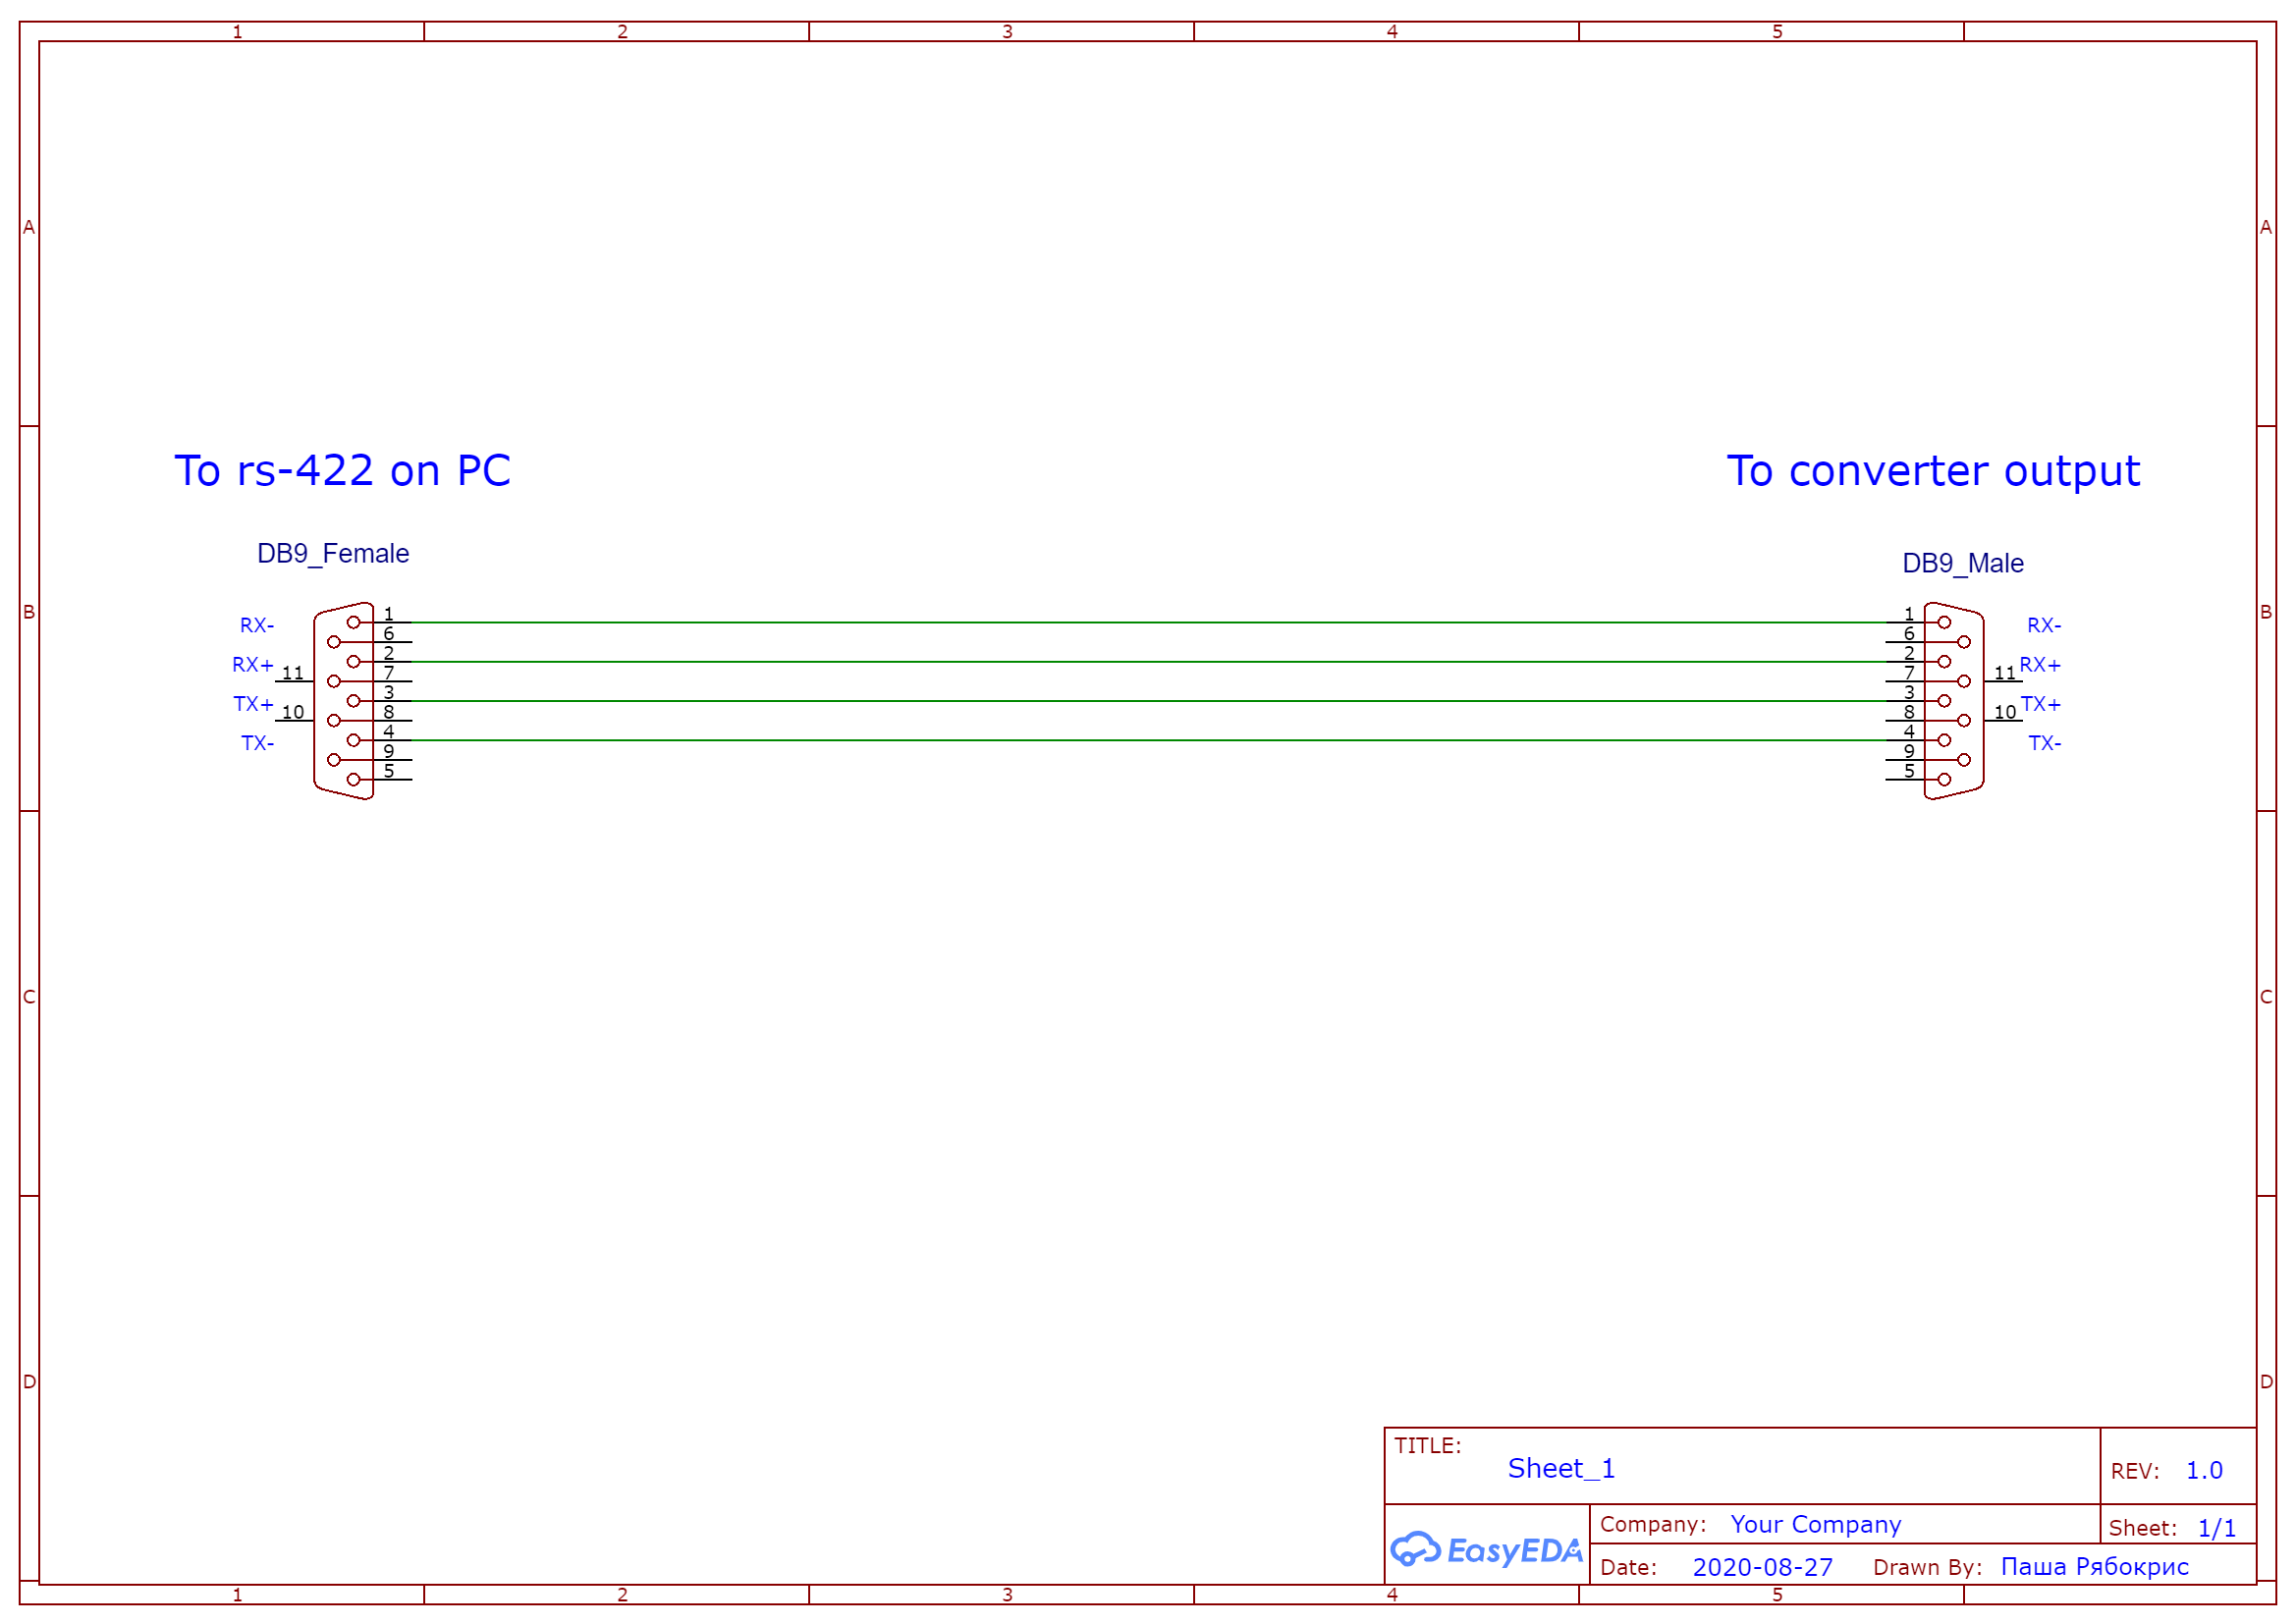 1 2 3 4 5
A A
To rs-422 on PC To converter output
DB9_Female DB9_Male
B B
RX- 1 1 RX-
6 6
RX+ 2 2 RX+
11 7 7 11
TX+ 3 3 TX+
10 8 8 10
TX- 4 4 TX-
9 9
5 5
C C
D D
TITLE:
Sheet_1
REV: 1.0
EasyEDA
Company: Your Company
Sheet: 1/1
Date: 2020-08-27 Drawn By: Паша Рябокрис
1 2 3 4 5